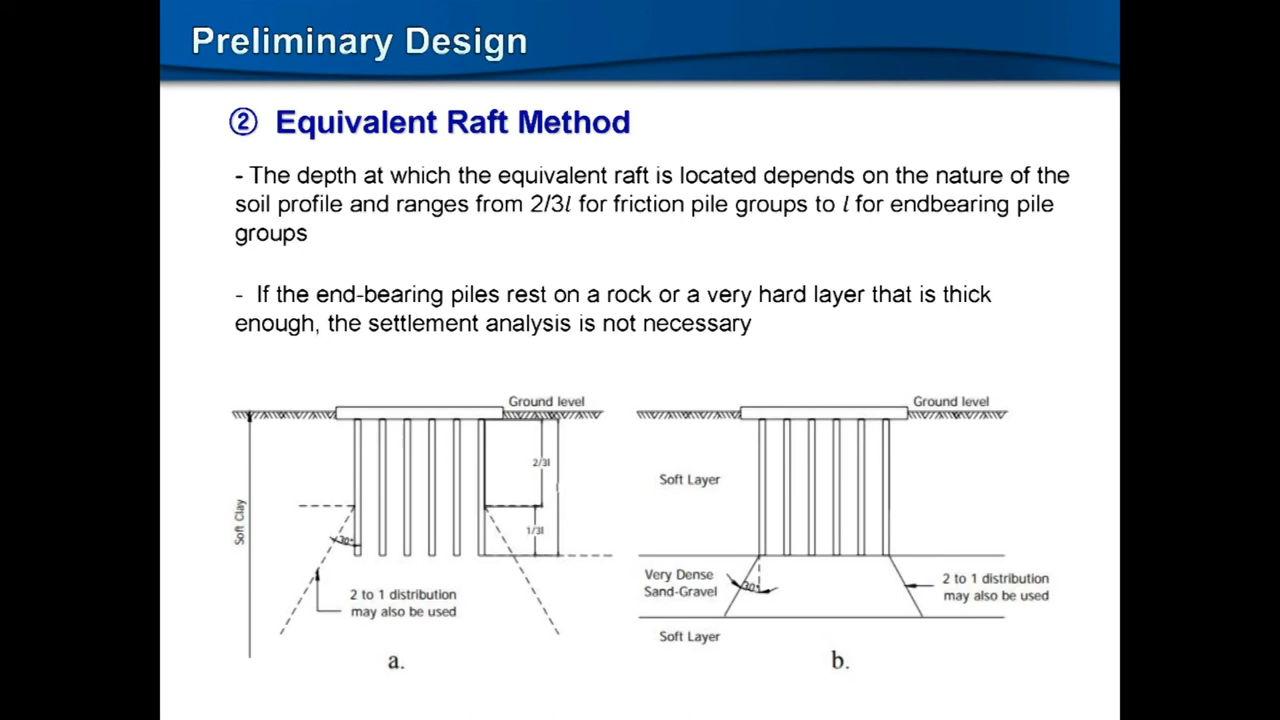 Preliminary Design
② Equivalent Raft Method
- The depth at which the equivalent raft is located depends on the nature of the
soil profile and ranges from 2/3l for friction pile groups to l for endbearing pile
groups
- If the end-bearing piles rest on a rock or a very hard layer that is thick
enough, the settlement analysis is not necessary
Ground level
2/3l
1/3l
Soft Clay
30°
2 to 1 distribution
may also be used
a.
Ground level
Soft Layer
Very Dense
Sand-Gravel
30°
2 to 1 distribution
may also be used
Soft Layer
b.